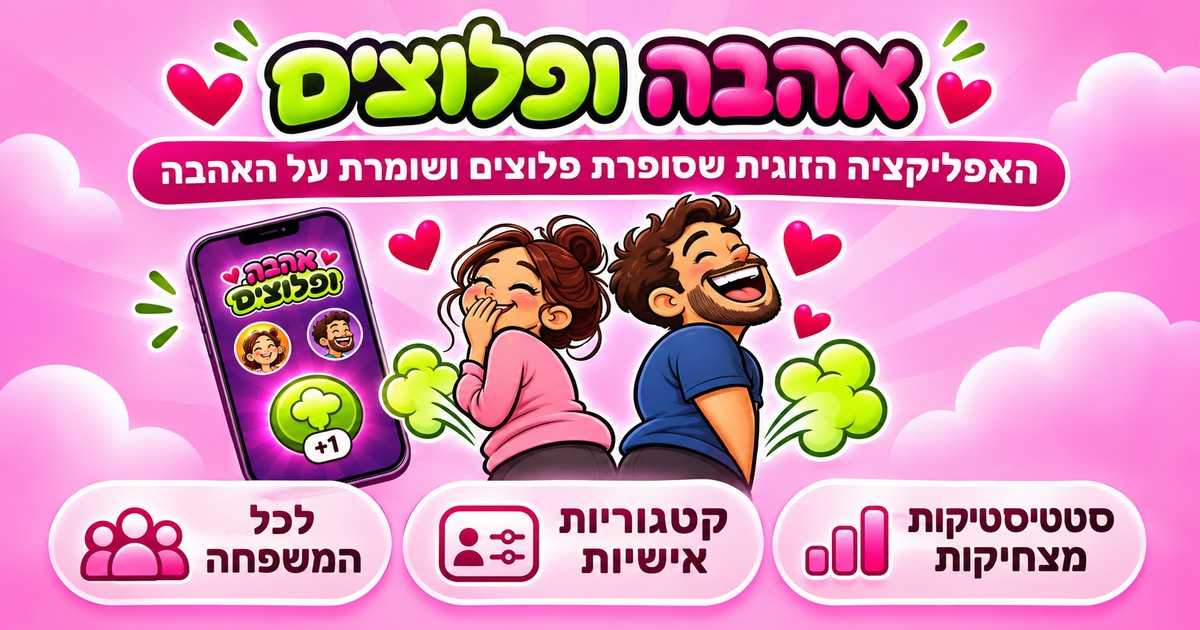 אהבה ופלוצים
האפליקציה הזוגית שסופרת פלוצים ושומרת על האהבה
אהבה
ופלוצים
+1
סטטיסטיקות
מצחיקות
קטגוריות
אישיות
לכל
המשפחה